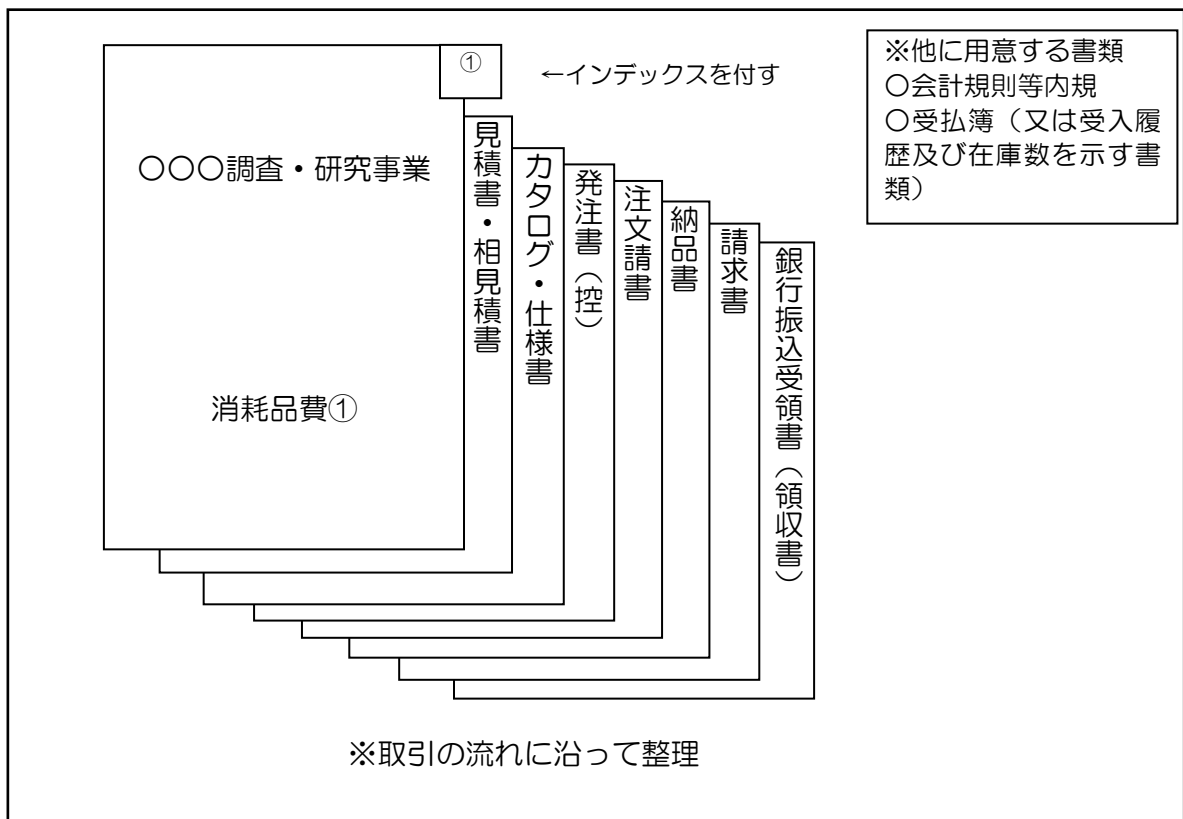 ①
←インデックスを付す
〇〇〇調査・研究事業
消耗品費①
見積書・相見積書
カタログ・仕様書
発注書（控）
注文請書
納品書
請求書
銀行振込受領書（領収書）
※取引の流れに沿って整理
※他に用意する書類
〇会計規則等内規
〇受払簿（又は受入履
歴及び在庫数を示す書
類）